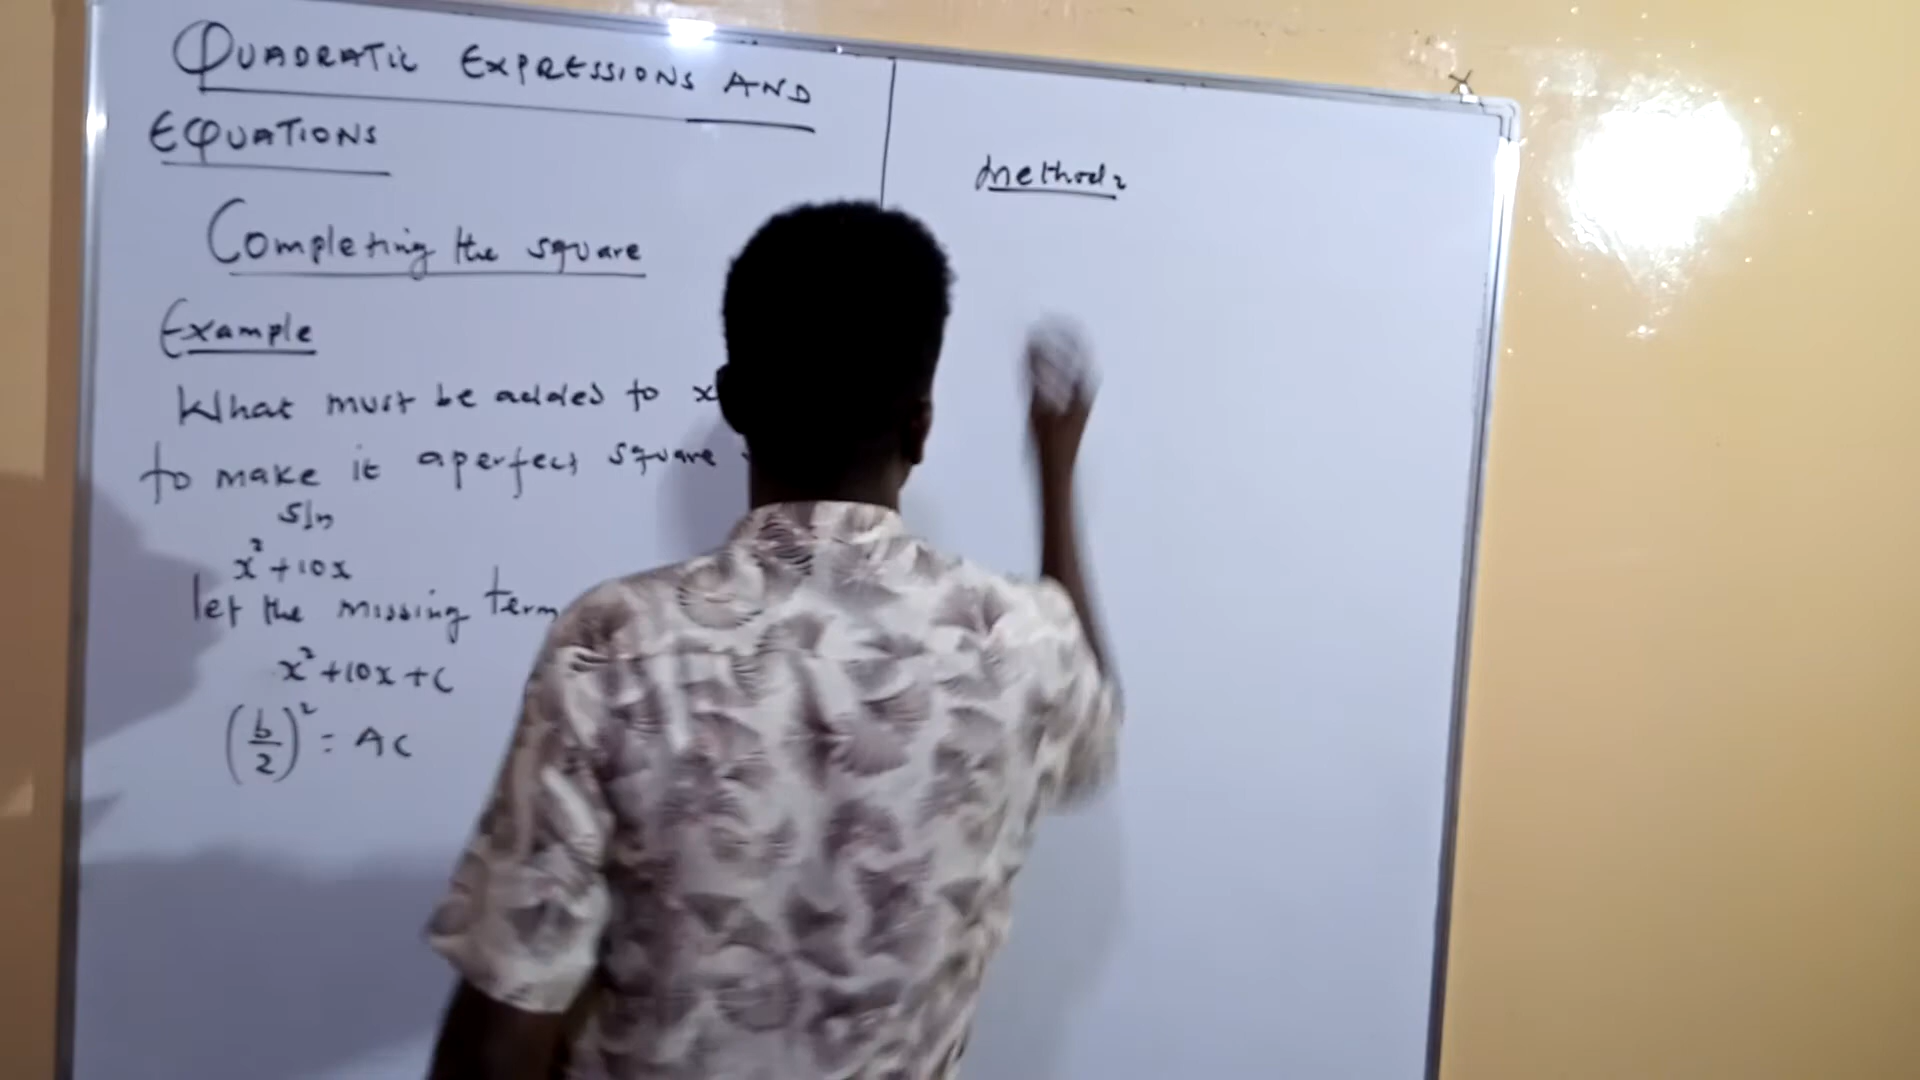 QUADRATIC EXPRESSIONS AND
EQUATIONS
Completing the square
Example
What must be added to x
to make it a perfect square
Sln
x²+10x
let the missing term
x²+10x+C
(b/2)² = AC
Method 2